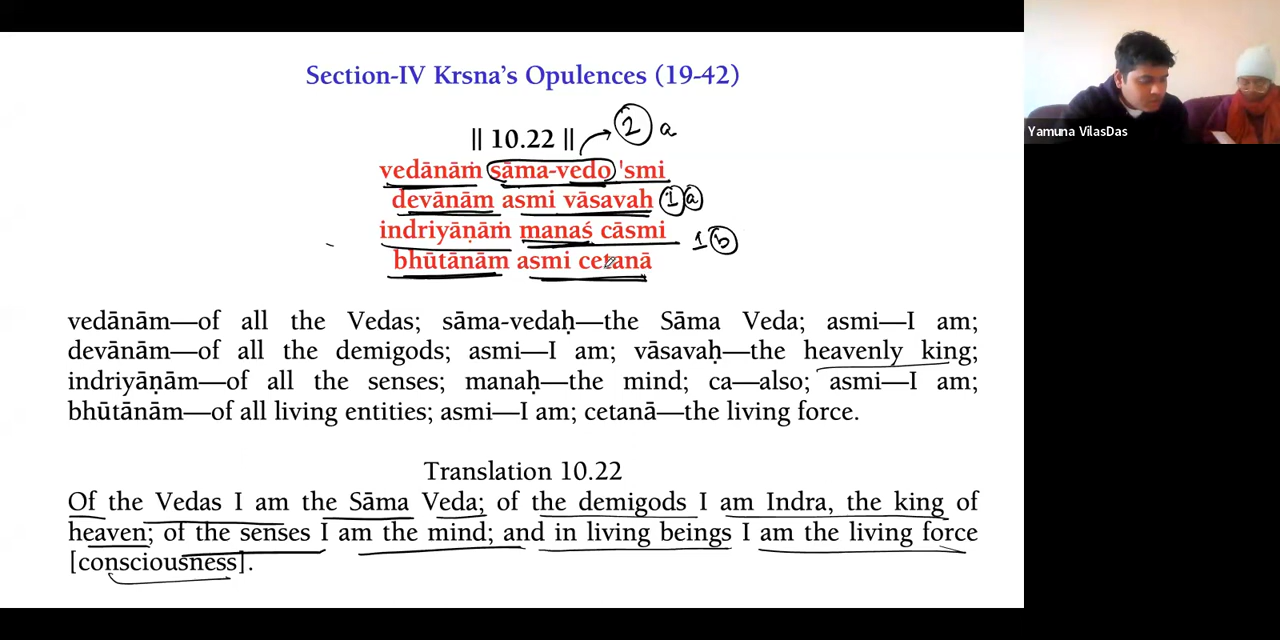 Section-IV Krsna's Opulences (19-42)
|| 10.22 || 2 a
vedānāṁ sāma-vedo 'smi
devānām asmi vāsavah 1 a
indriyāṇāṁ manaś cāsmi 1 b
bhūtānām asmi cetanā
vedānām—of all the Vedas; sāma-vedaḥ—the Sāma Veda; asmi—I am;
devānām—of all the demigods; asmi—I am; vāsavaḥ—the heavenly king;
indriyāṇām—of all the senses; manaḥ—the mind; ca—also; asmi—I am;
bhūtānām—of all living entities; asmi—I am; cetanā—the living force.
Translation 10.22
Of the Vedas I am the Sāma Veda; of the demigods I am Indra, the king of
heaven; of the senses I am the mind; and in living beings I am the living force
[consciousness].
Yamuna VilasDas